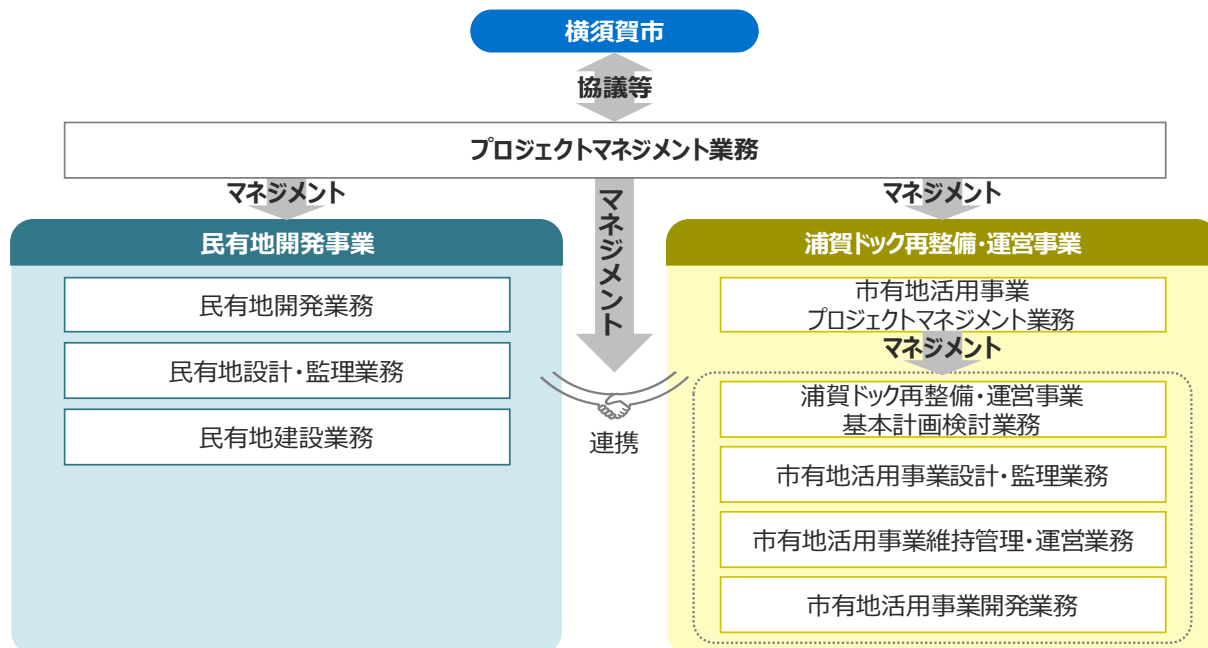 横須賀市
協議等
プロジェクトマネジメント業務
マネジメント
マネジメント
マネジメント
民有地開発事業
民有地開発業務
民有地設計・監理業務
民有地建設業務
連携
浦賀ドック再整備・運営事業
市有地活用事業
プロジェクトマネジメント業務
マネジメント
浦賀ドック再整備・運営事業
基本計画検討業務
市有地活用事業設計・監理業務
市有地活用事業維持管理・運営業務
市有地活用事業開発業務